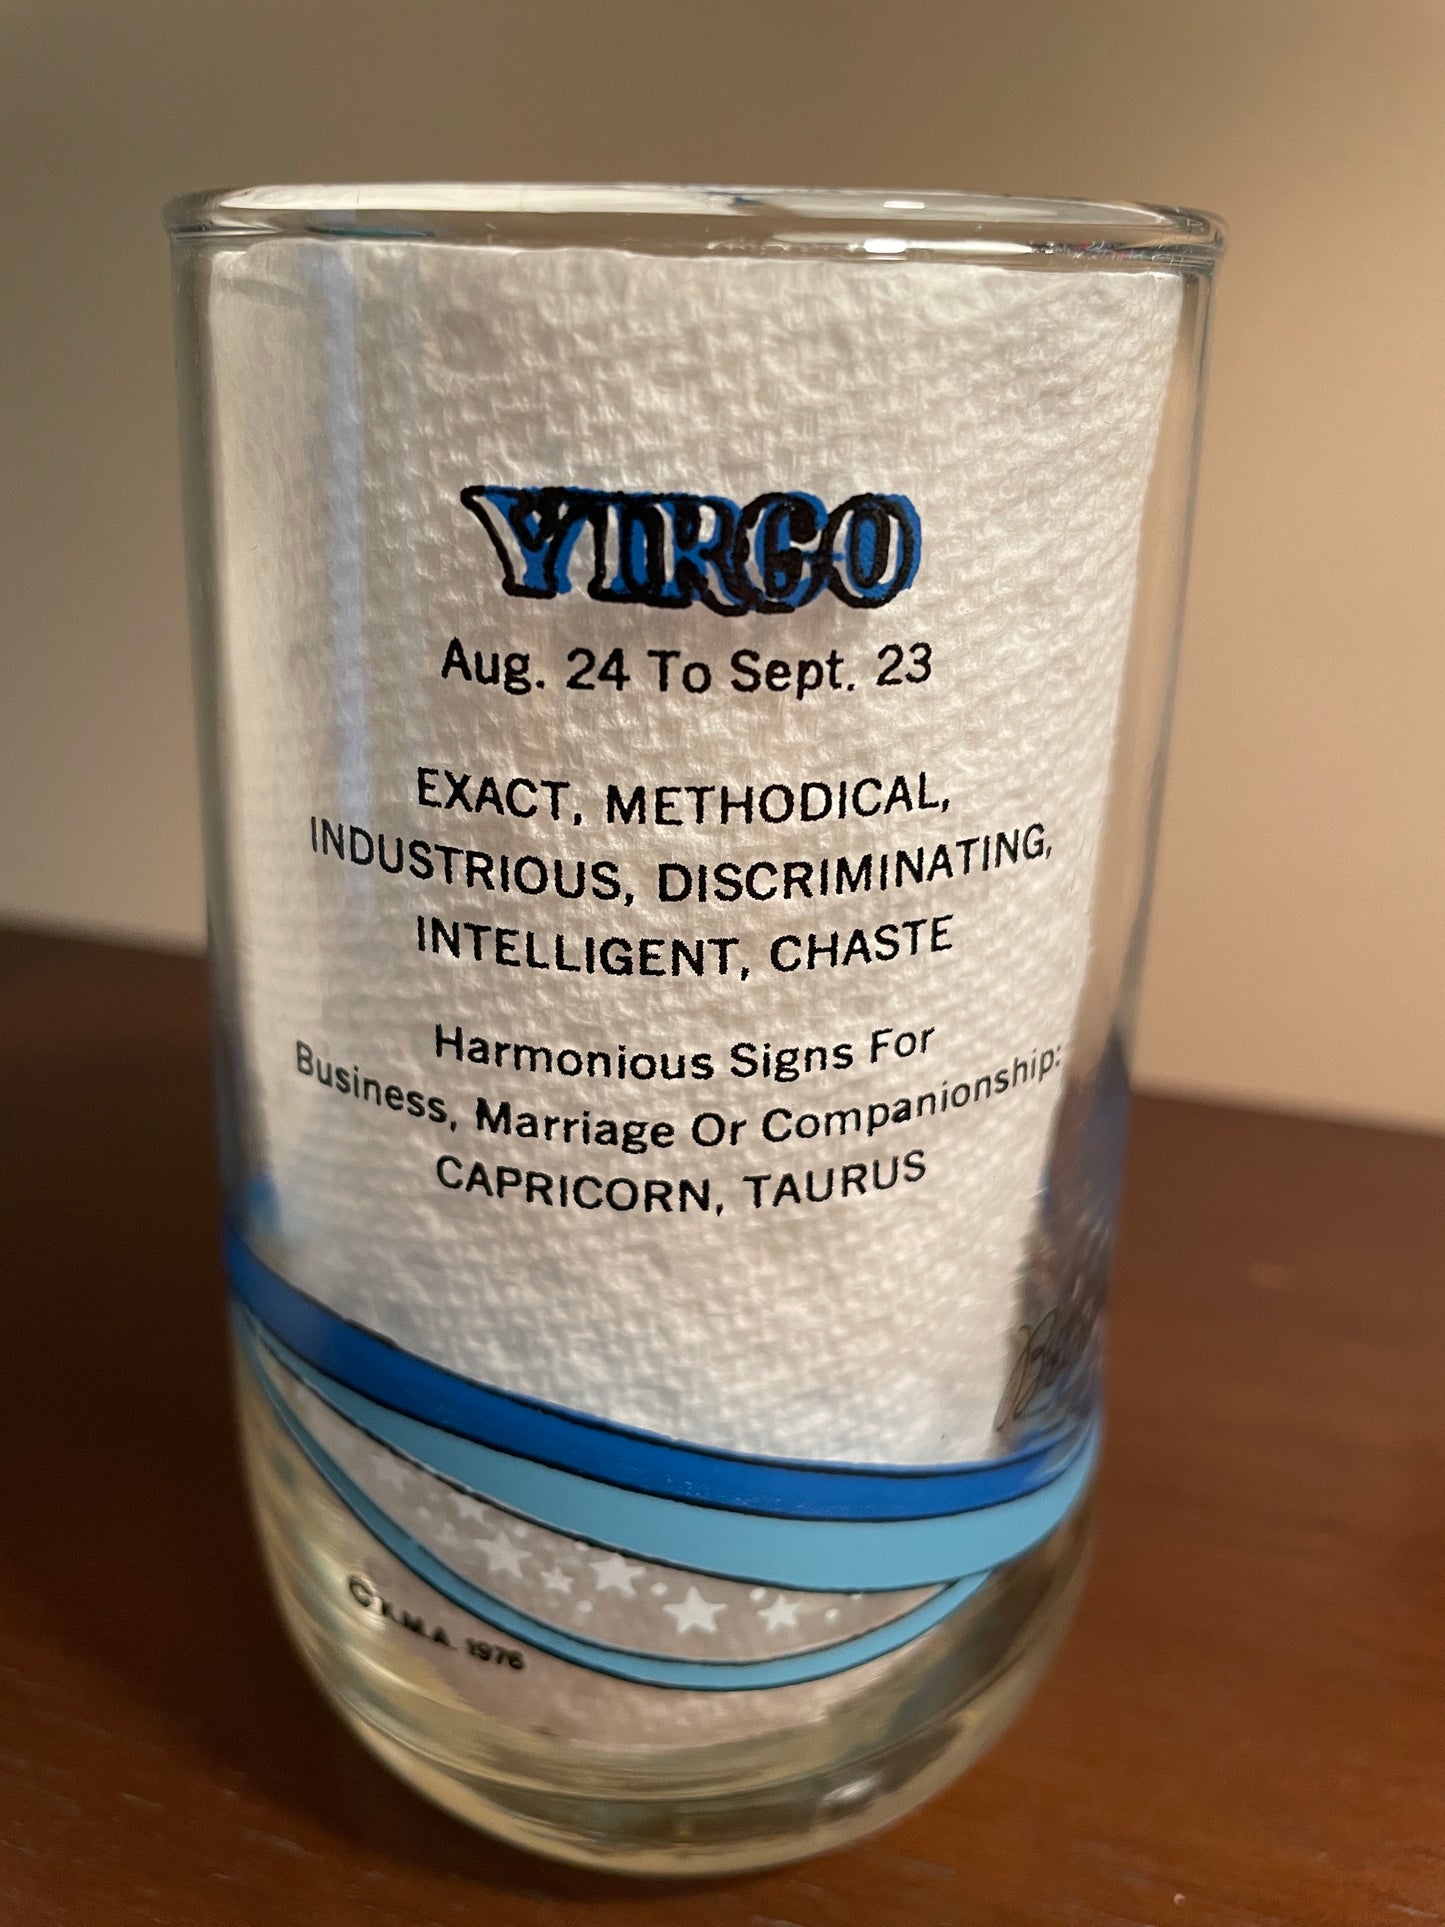 VIRGO
Aug. 24 To Sept. 23
EXACT, METHODICAL,
INDUSTRIOUS, DISCRIMINATING,
INTELLIGENT, CHASTE
Harmonious Signs For
Business, Marriage Or Companionship:
CAPRICORN, TAURUS
1976